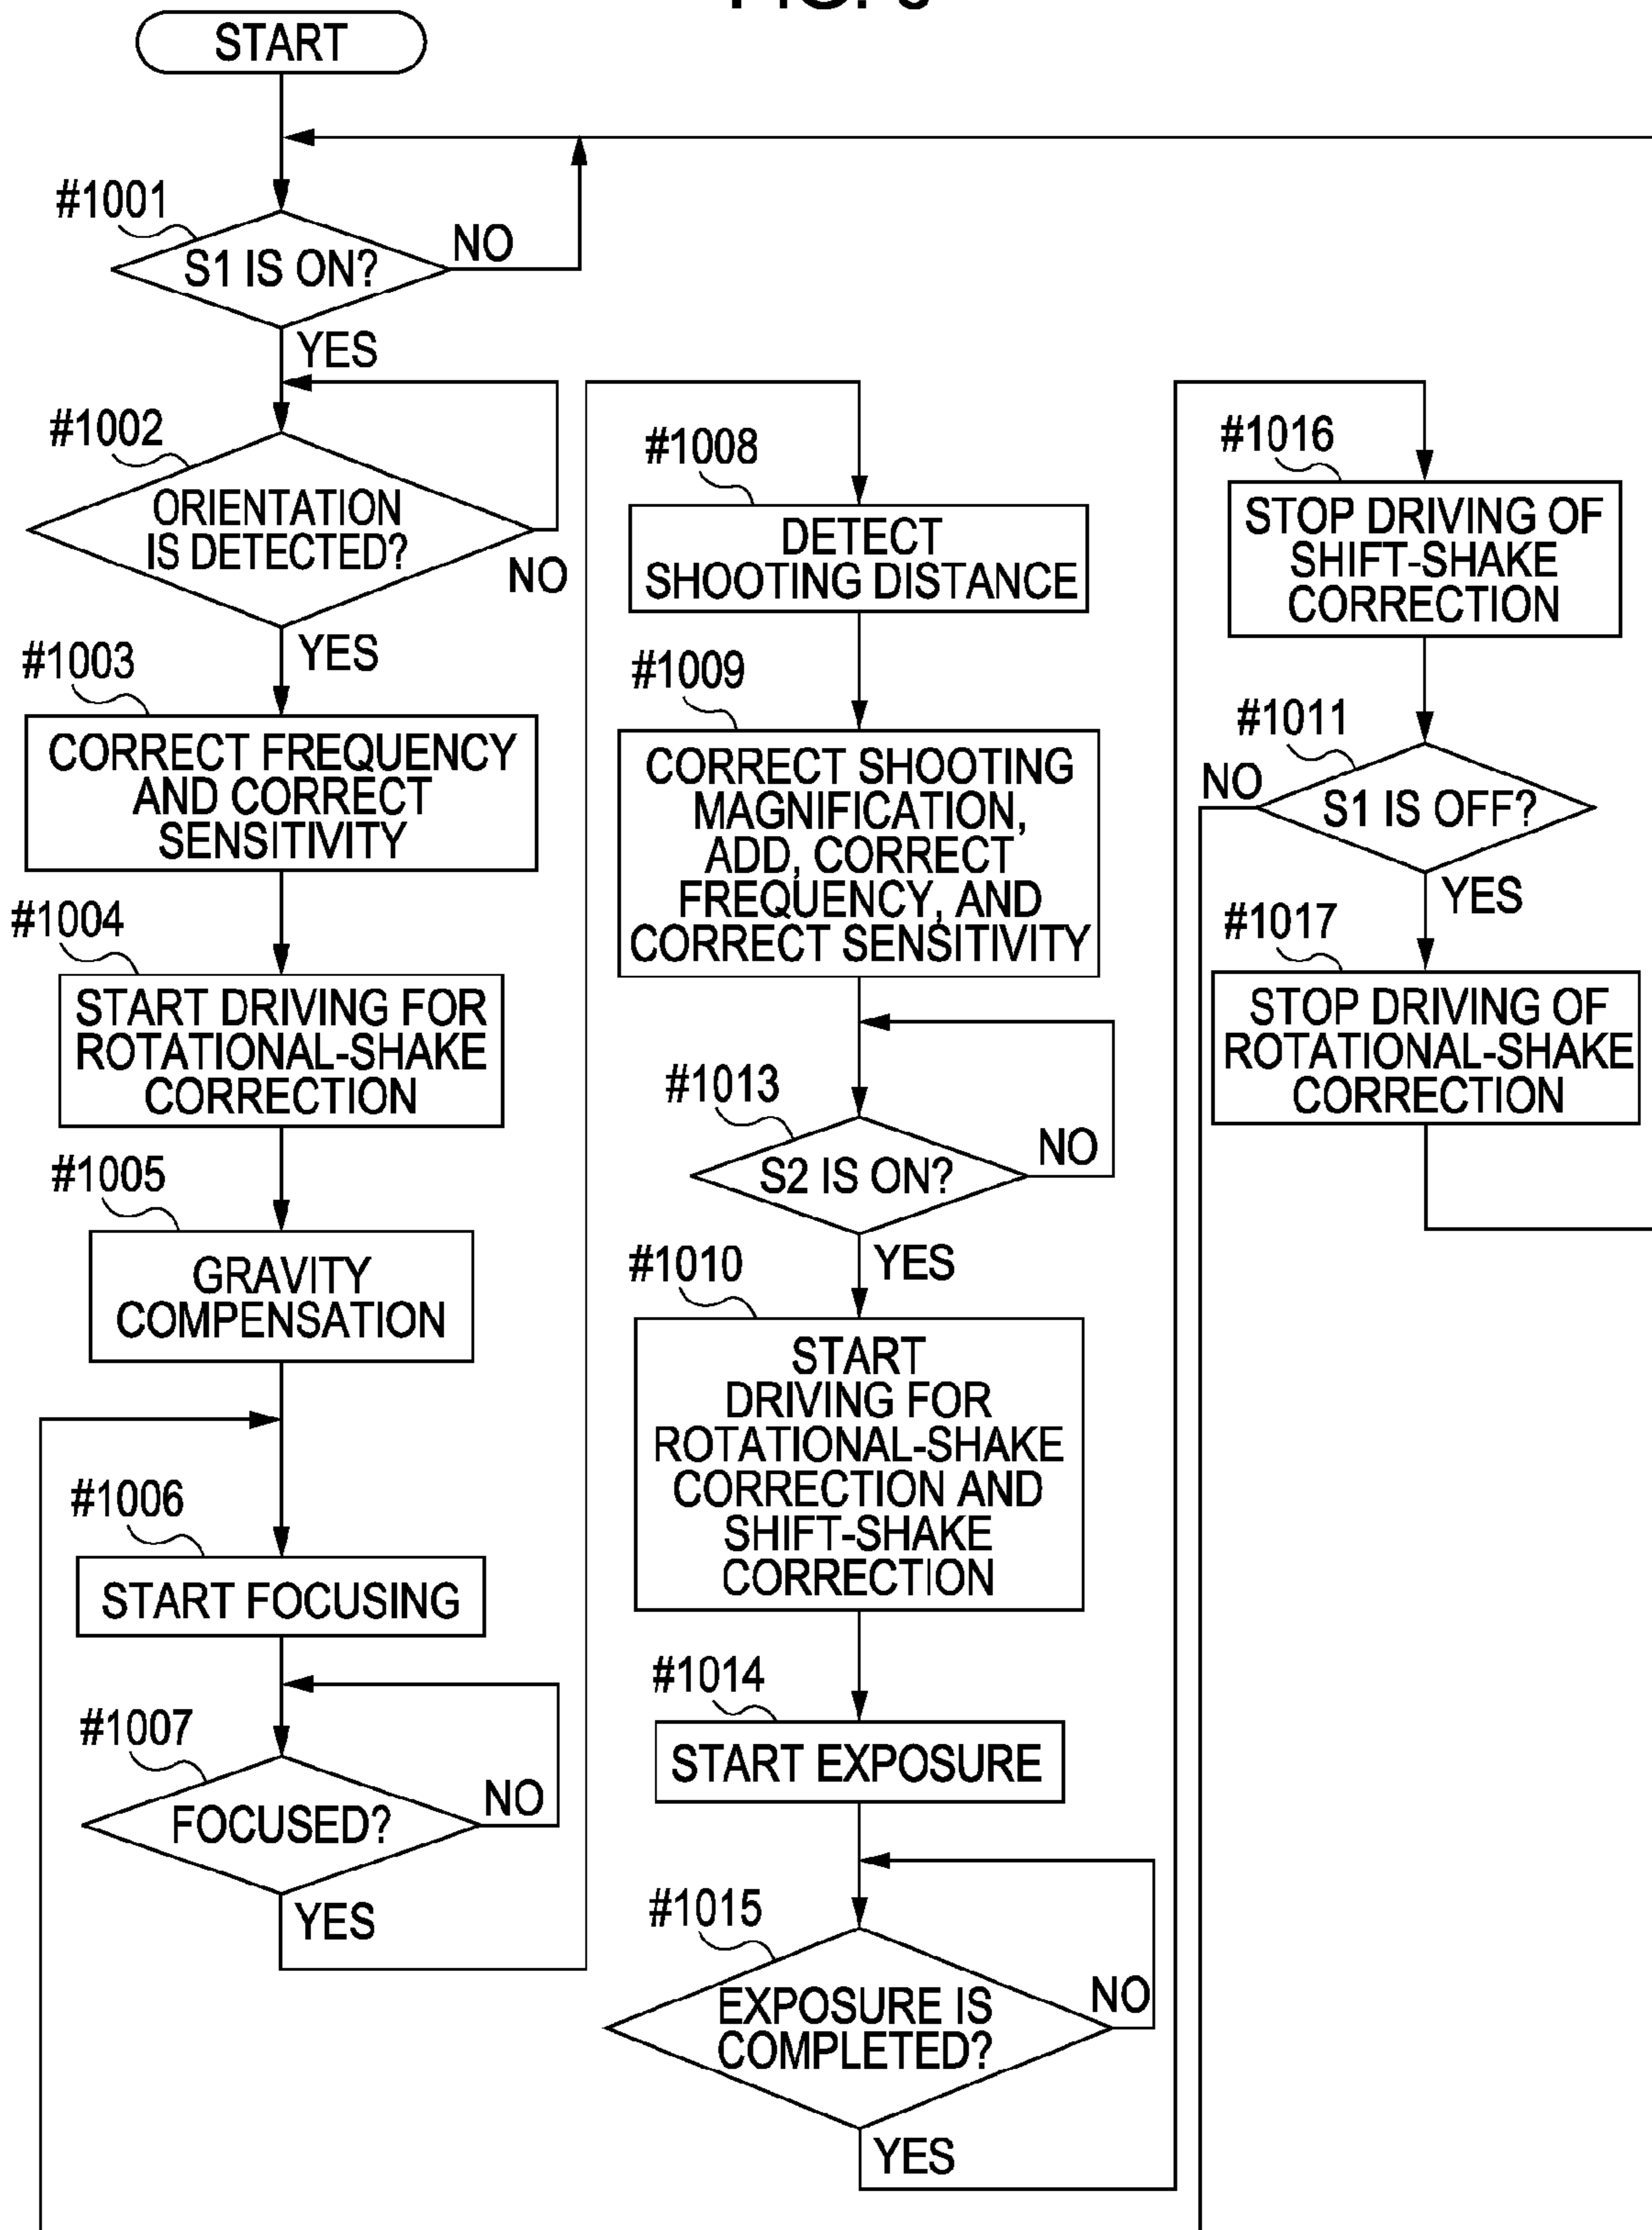 START
#1001
S1 IS ON?
NO
YES
#1002
ORIENTATION
IS DETECTED?
NO
YES
#1003
CORRECT FREQUENCY
AND CORRECT
SENSITIVITY
#1004
START DRIVING FOR
ROTATIONAL-SHAKE
CORRECTION
#1005
GRAVITY
COMPENSATION
#1006
START FOCUSING
#1007
FOCUSED?
NO
YES
#1008
DETECT
SHOOTING DISTANCE
#1009
CORRECT SHOOTING
MAGNIFICATION,
ADD, CORRECT
FREQUENCY, AND
CORRECT SENSITIVITY
#1013
S2 IS ON?
NO
YES
#1010
START
DRIVING FOR
ROTATIONAL-SHAKE
CORRECTION AND
SHIFT-SHAKE
CORRECTION
#1014
START EXPOSURE
#1015
EXPOSURE IS
COMPLETED?
NO
YES
#1016
STOP DRIVING OF
SHIFT-SHAKE
CORRECTION
#1011
NO
S1 IS OFF?
YES
#1017
STOP DRIVING OF
ROTATIONAL-SHAKE
CORRECTION